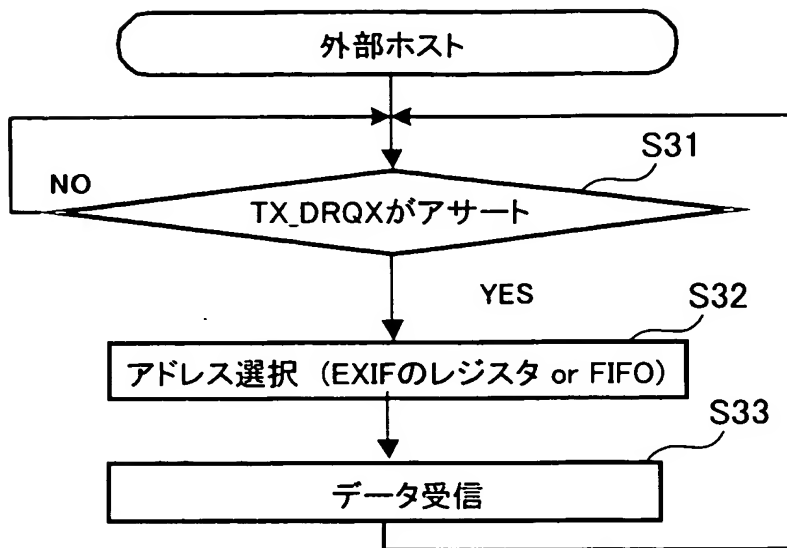 外部ホスト
S31
NO
TX_DRQXがアサート
YES
S32
アドレス選択 (EXIFのレジスタ or FIFO)
S33
データ受信